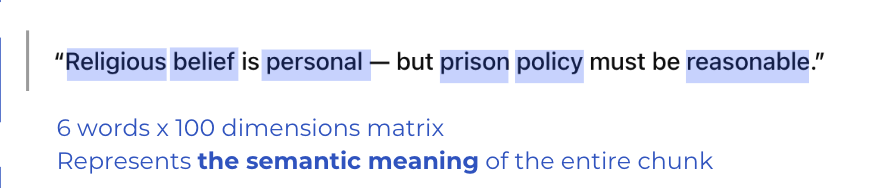 “Religious belief is personal — but prison policy must be reasonable.”
6 words x 100 dimensions matrix
Represents the semantic meaning of the entire chunk